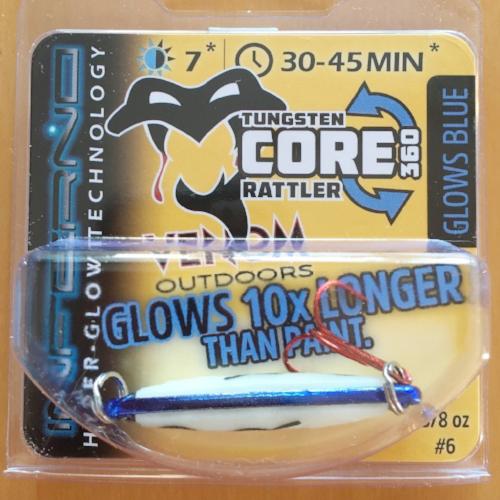 7* 30-45MIN*
TUNGSTEN
CORE 360
RATTLER
VENOM
OUTDOORS
GLOWS 10x LONGER
THAN PAINT.
GLOWS BLUE
INFERNO
HYPER-GLOW TECHNOLOGY
3/8 oz
#6